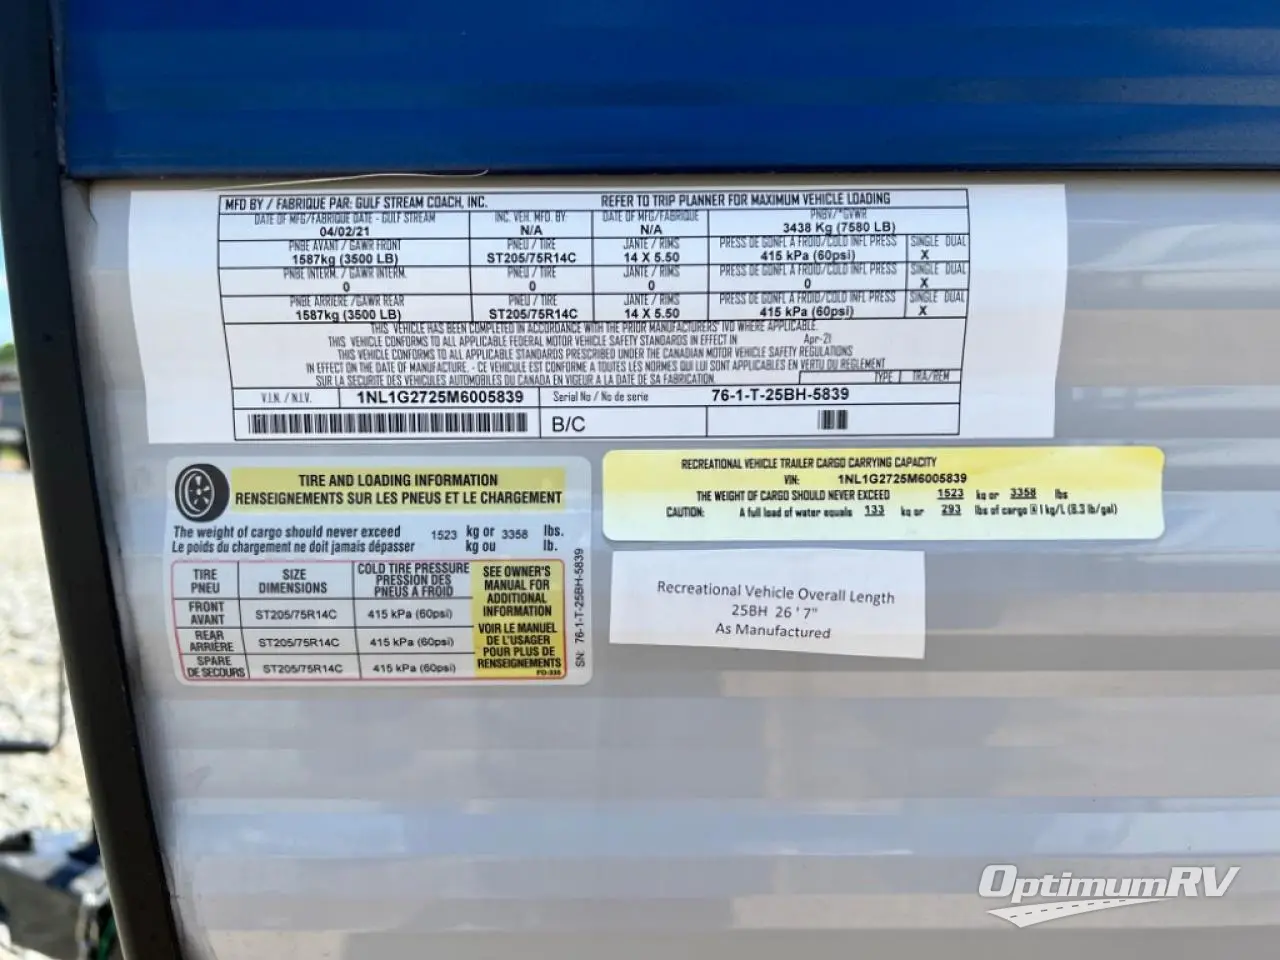 MFD BY / FABRIQUE PAR: GULF STREAM COACH, INC. REFER TO TRIP PLANNER FOR MAXIMUM VEHICLE LOADING
DATE OF MFG/FABRIQUE DATE - GULF STREAM INC. VEH. MFD. BY: DATE OF MFG/FABRIQUE PNBV/*GVWR
04/02/21 N/A N/A 3438 Kg (7580 LB)
PNBE AVANT / GAWR FRONT PNEU / TIRE JANTE / RIMS PRESS DE GONFL A FROID/COLD INFL PRESS SINGLE DUAL
1587kg (3500 LB) ST205/75R14C 14 X 5.50 415 kPa (60psi) X
PNBE INTERM. / GAWR INTERM. PNEU / TIRE JANTE / RIMS PRESS DE GONFL A FROID/COLD INFL PRESS SINGLE DUAL
0 0 0 0 X
PNBE ARRIERE / GAWR REAR PNEU / TIRE JANTE / RIMS PRESS DE GONFL A FROID/COLD INFL PRESS SINGLE DUAL
1587kg (3500 LB) ST205/75R14C 14 X 5.50 415 kPa (60psi) X
THIS VEHICLE HAS BEEN COMPLETED IN ACCORDANCE WITH THE PRIOR MANUFACTURERS' IVD WHERE APPLICABLE.
THIS VEHICLE CONFORMS TO ALL APPLICABLE FEDERAL MOTOR VEHICLE SAFETY STANDARDS IN EFFECT IN Apr-21
THIS VEHICLE CONFORMS TO ALL APPLICABLE STANDARDS PRESCRIBED UNDER THE CANADIAN MOTOR VEHICLE SAFETY REGULATIONS
IN EFFECT ON THE DATE OF MANUFACTURE. - CE VEHICULE EST CONFORME A TOUTES LES NORMES QUI LUI SONT APPLICABLES EN VERTU DU REGLEMENT
SUR LA SECURITE DES VEHICULES AUTOMOBILES DU CANADA EN VIGEUR A LA DATE DE SA FABRICATION. TYPE TRA/REM
V.I.N. / N.I.V. 1NL1G2725M6005839 Serial No / No de serie 76-1-T-25BH-5839
B/C
TIRE AND LOADING INFORMATION
RENSEIGNEMENTS SUR LES PNEUS ET LE CHARGEMENT
The weight of cargo should never exceed 1523 kg or 3358 lbs.
Le poids du chargement ne doit jamais dépasser kg ou lb.
TIRE PNEU SIZE DIMENSIONS COLD TIRE PRESSURE PRESSION DES PNEUS A FROID
FRONT AVANT ST205/75R14C 415 kPa (60psi)
REAR ARRIÈRE ST205/75R14C 415 kPa (60psi)
SPARE DE SECOURS ST205/75R14C 415 kPa (60psi)
SEE OWNER'S
MANUAL FOR
ADDITIONAL
INFORMATION
VOIR LE MANUEL
DE L'USAGER
POUR PLUS DE
RENSEIGNEMENTS
SN: 76-1-T-25BH-5839
RECREATIONAL VEHICLE TRAILER CARGO CARRYING CAPACITY
VIN: 1NL1G2725M6005839
THE WEIGHT OF CARGO SHOULD NEVER EXCEED 1523 kg or 3358 lbs
CAUTION: A full load of water equals 133 kg or 293 lbs of cargo @ 1 kg/L (8.3 lb/gal)
Recreational Vehicle Overall Length
25BH 26 ' 7"
As Manufactured
OptimumRV